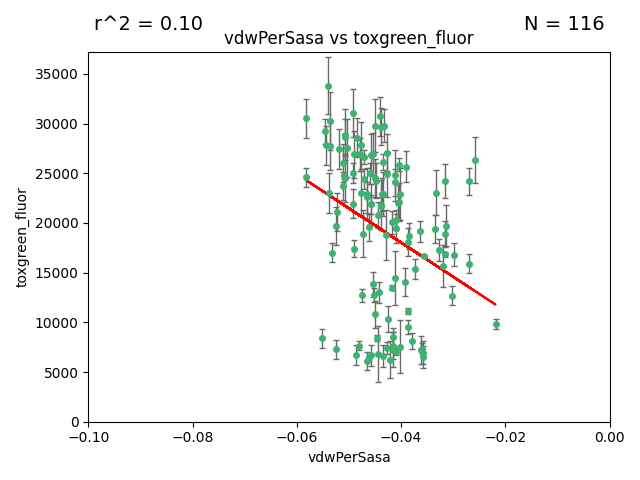 r^2 = 0.10
N = 116
vdwPerSasa vs toxgreen_fluor
toxgreen_fluor
35000
30000
25000
20000
15000
10000
5000
0
−0.10
−0.08
−0.06
−0.04
−0.02
0.00
vdwPerSasa